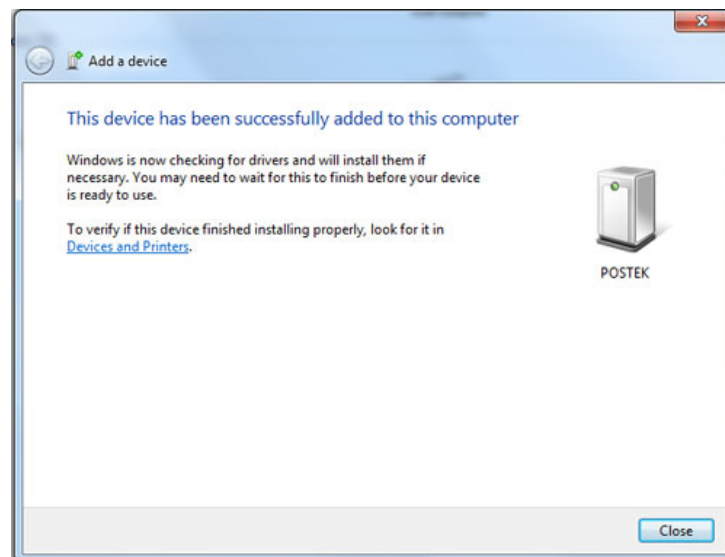 Add a device
This device has been successfully added to this computer
Windows is now checking for drivers and will install them if
necessary. You may need to wait for this to finish before your device
is ready to use.
To verify if this device finished installing properly, look for it in
Devices and Printers.
POSTEK
Close